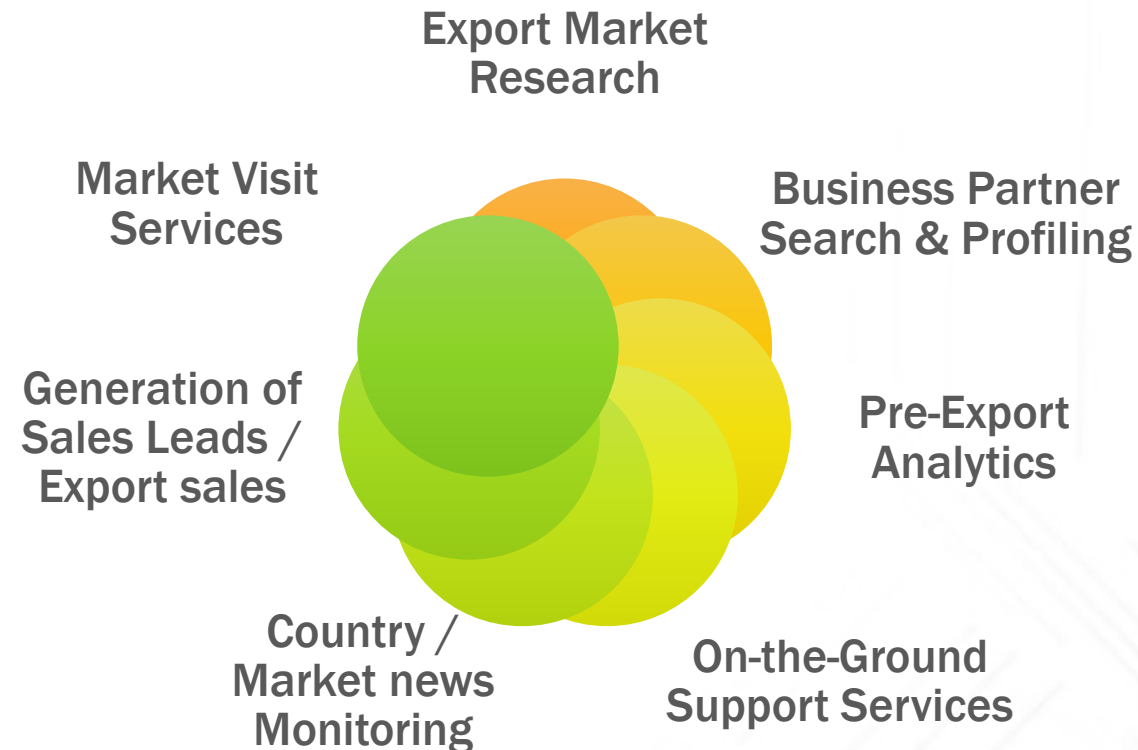 Export Market
Research
Business Partner
Search & Profiling
Pre-Export
Analytics
On-the-Ground
Support Services
Country /
Market news
Monitoring
Generation of
Sales Leads /
Export sales
Market Visit
Services